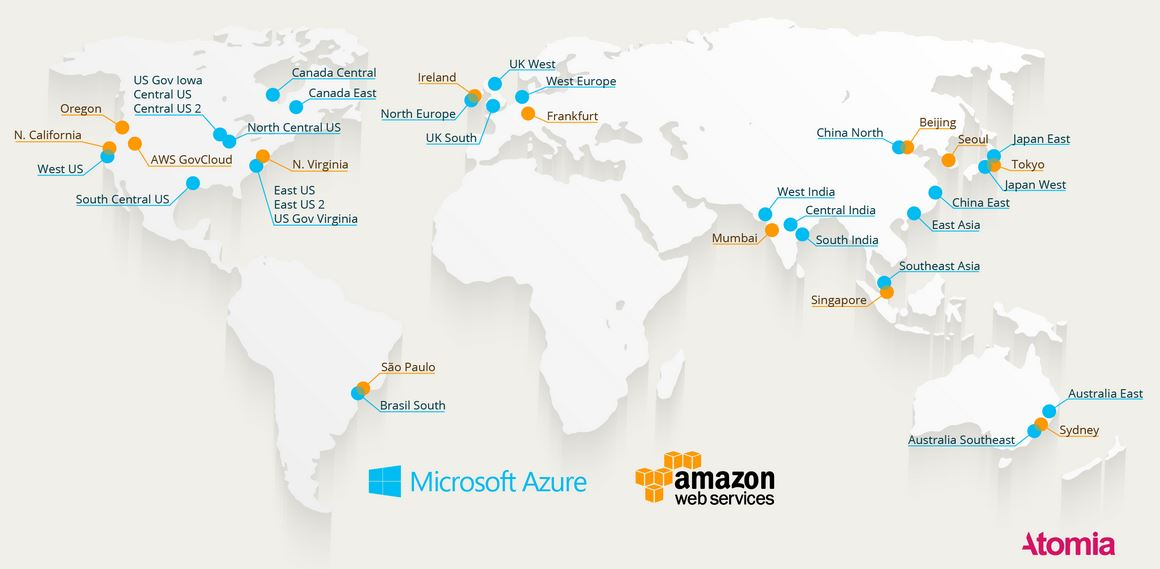 Canada Central
Canada East
US Gov Iowa
Central US
Central US 2
North Central US
Oregon
N. California
West US
AWS GovCloud
South Central US
N. Virginia
East US
East US 2
US Gov Virginia
Ireland
North Europe
UK West
West Europe
UK South
Frankfurt
China North
Beijing
Seoul
Japan East
Tokyo
Japan West
China East
East Asia
West India
Central India
South India
Mumbai
Southeast Asia
Singapore
São Paulo
Brasil South
Australia East
Sydney
Australia Southeast
Microsoft Azure
amazon
web services
Atomia